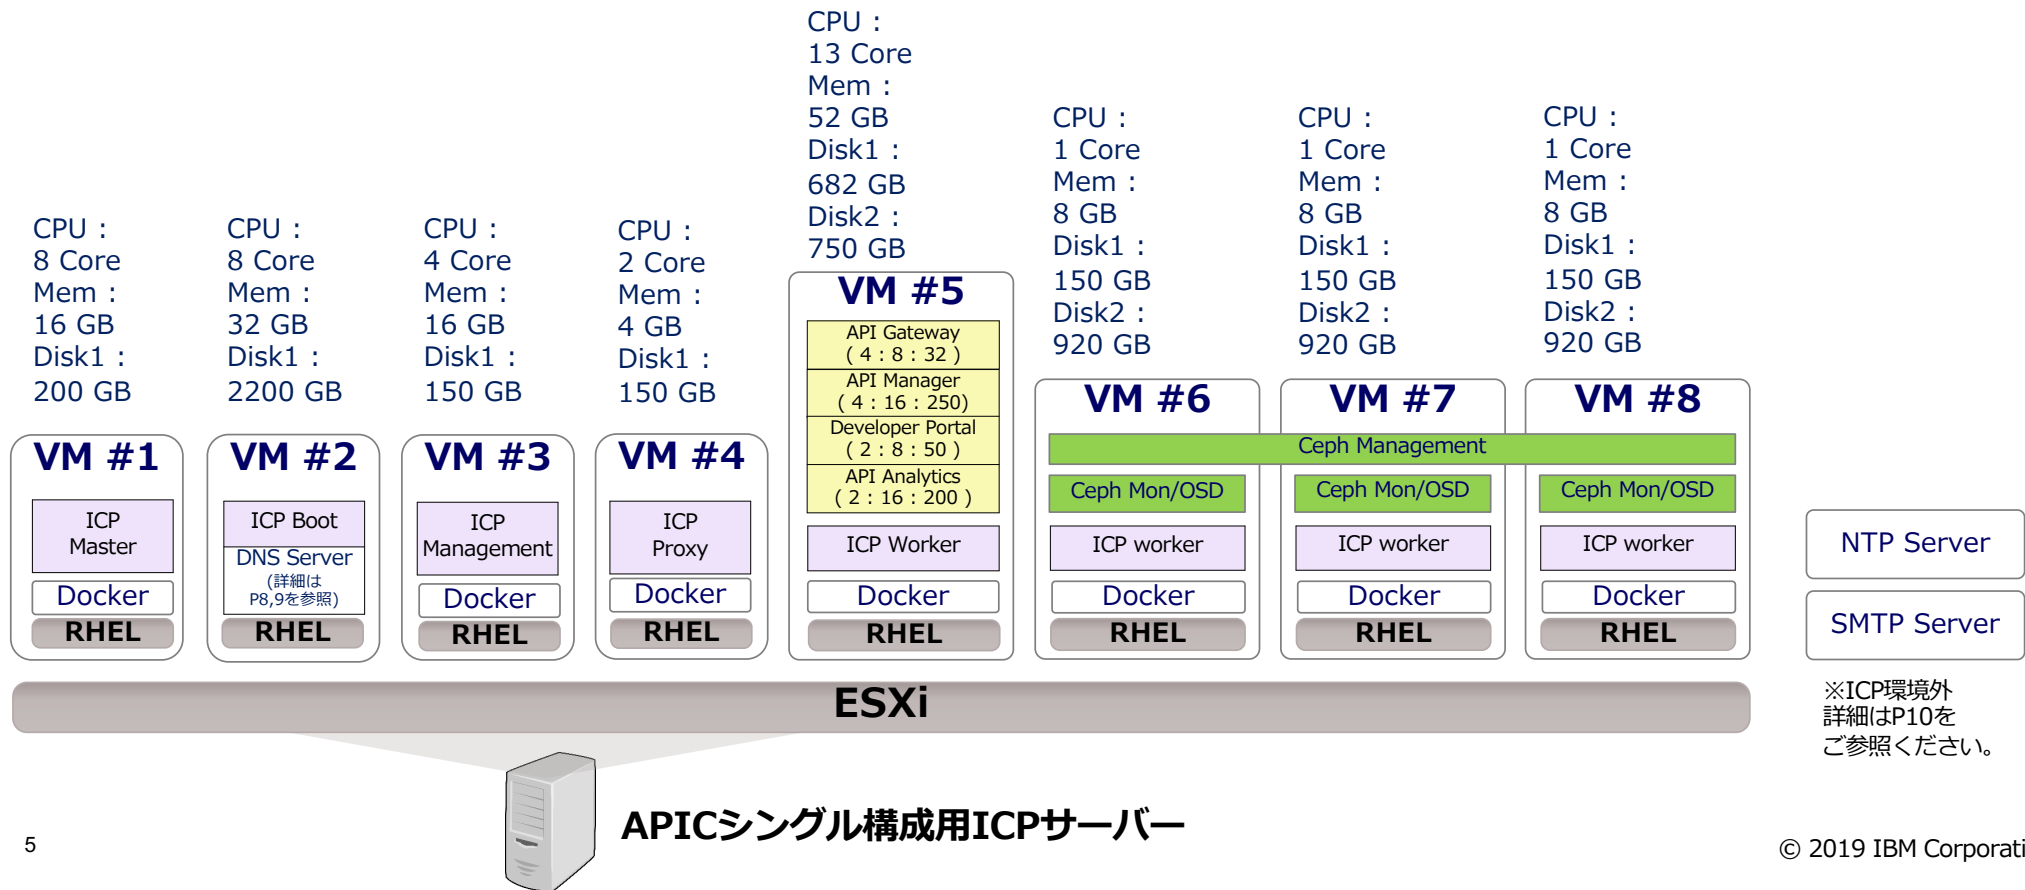 CPU :
8 Core
Mem :
16 GB
Disk1 :
200 GB
VM #1
ICP
Master
Docker
RHEL
CPU :
8 Core
Mem :
32 GB
Disk1 :
2200 GB
VM #2
ICP Boot
DNS Server
(詳細は
P8,9を参照)
RHEL
CPU :
4 Core
Mem :
16 GB
Disk1 :
150 GB
VM #3
ICP
Management
Docker
RHEL
CPU :
2 Core
Mem :
4 GB
Disk1 :
150 GB
VM #4
ICP
Proxy
Docker
RHEL
CPU :
13 Core
Mem :
52 GB
Disk1 :
682 GB
Disk2 :
750 GB
VM #5
API Gateway
( 4 : 8 : 32 )
API Manager
( 4 : 16 : 250)
Developer Portal
( 2 : 8 : 50 )
API Analytics
( 2 : 16 : 200 )
ICP Worker
Docker
RHEL
CPU :
1 Core
Mem :
8 GB
Disk1 :
150 GB
Disk2 :
920 GB
VM #6
CPU :
1 Core
Mem :
8 GB
Disk1 :
150 GB
Disk2 :
920 GB
VM #7
CPU :
1 Core
Mem :
8 GB
Disk1 :
150 GB
Disk2 :
920 GB
VM #8
Ceph Management
Ceph Mon/OSD
ICP worker
Docker
RHEL
Ceph Mon/OSD
ICP worker
Docker
RHEL
Ceph Mon/OSD
ICP worker
Docker
RHEL
NTP Server
SMTP Server
※ICP環境外
詳細はP10を
ご参照ください。
ESXi
APICシングル構成用ICPサーバー
5
© 2019 IBM Corporati